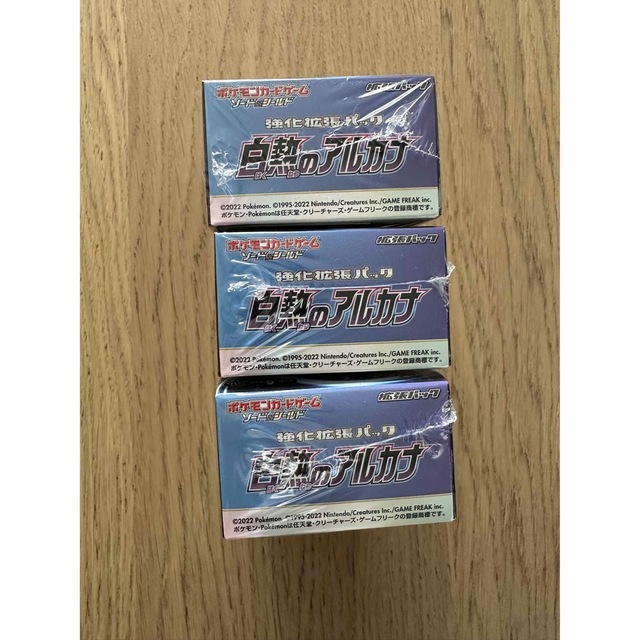 ポケモンカードゲーム 拡張パック
ソード&シールド
強化拡張パック
白熱のアルカナ
はく ねつ
©2022 Pokémon. ©1995-2022 Nintendo/Creatures Inc./GAME FREAK inc.
ポケモン・Pokémonは任天堂・クリーチャーズ・ゲームフリークの登録商標です。
ポケモンカードゲーム 拡張パック
ソード&シールド
強化拡張パック
白熱のアルカナ
はく ねつ
©2022 Pokémon. ©1995-2022 Nintendo/Creatures Inc./GAME FREAK inc.
ポケモン・Pokémonは任天堂・クリーチャーズ・ゲームフリークの登録商標です。
ポケモンカードゲーム 拡張パック
ソード&シールド
強化拡張パック
白熱のアルカナ
はく ねつ
©2022 Pokémon. ©1995-2022 Nintendo/Creatures Inc./GAME FREAK inc.
ポケモン・Pokémonは任天堂・クリーチャーズ・ゲームフリークの登録商標です。